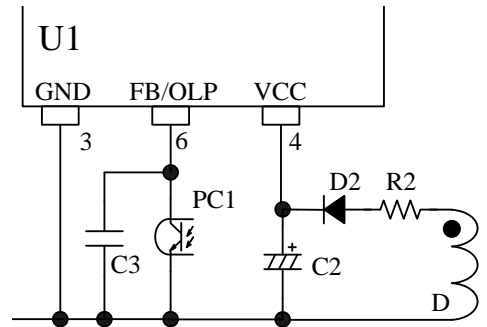 U1
GND FB/OLP VCC
3 6 4
D2 R2
PC1
C3 C2
D